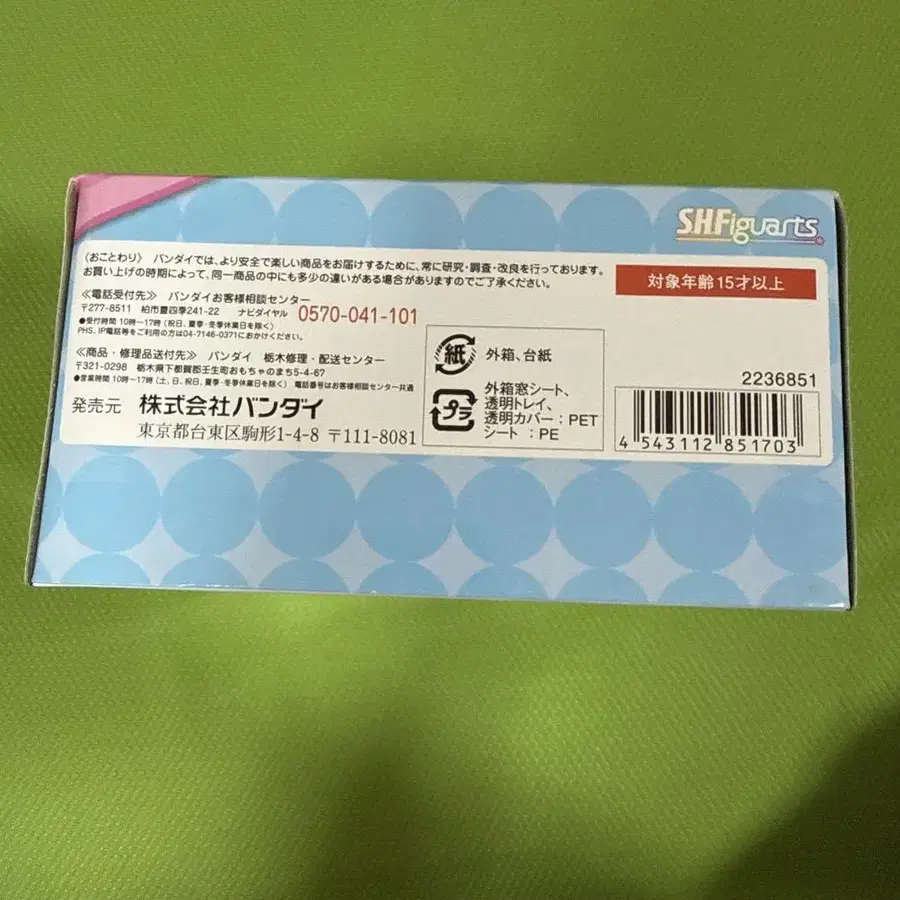 S.H.Figuarts
〈おことわり〉 バンダイでは、より安全で楽しい商品をお届けするために、常に研究・調査・改良を行っております。
お買い上げの時期によって、同一商品の中にも多少の違いがある場合がありますのでご了承ください。
対象年齢15才以上
≪電話受付先≫ バンダイお客様相談センター
〒277-8511 柏市豊四季241-22 ナビダイヤル 0570-041-101
●受付時間 10時〜17時(祝日、夏季・冬季休業日を除く)
PHS、IP電話等をご利用の方は04-7146-0371におかけください。
≪商品・修理品送付先≫ バンダイ 栃木修理・配送センター
〒321-0298 栃木県下都賀郡壬生町おもちゃのまち5-4-67
●営業時間 10時〜17時(土、日、祝日、夏季・冬季休業日を除く) 電話番号はお客様相談センター共通
発売元 株式会社バンダイ
東京都台東区駒形1-4-8 〒111-8081
紙 外箱、台紙
プラ 外箱窓シート、
透明トレイ、
透明カバー:PET
シート:PE
2236851
4 543112 851703